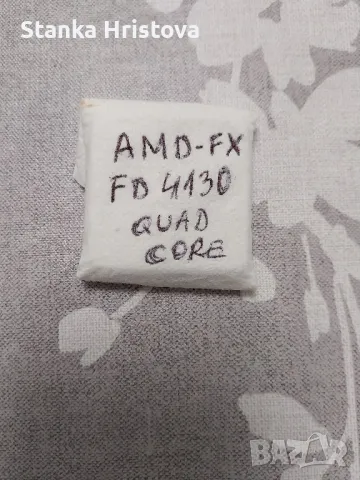 Stanka Hristova
AMD-FX
FD 4130
QUAD
CORE
BAZAR